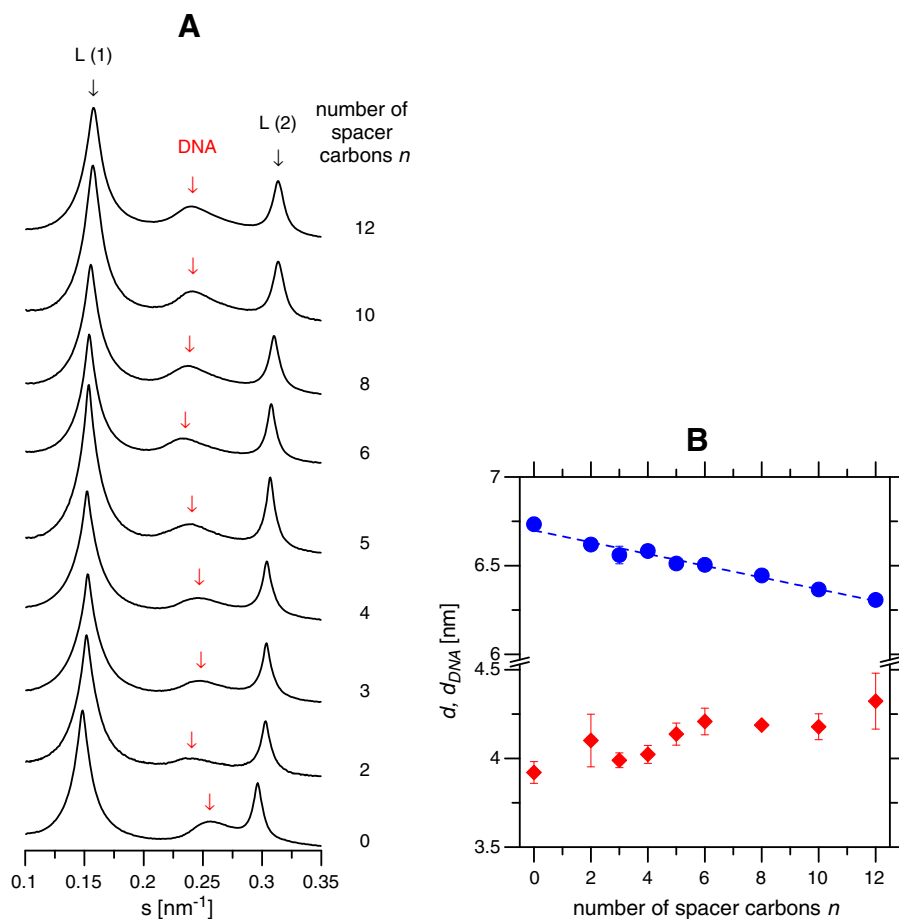 A
L (1)
L (2)
number of
spacer
carbons n
DNA
12
10
8
6
5
4
3
2
0
0.1 0.15 0.2 0.25 0.3 0.35
s [nm-1]
B
7
6.5
6
4.5
4
3.5
d, dDNA [nm]
0 2 4 6 8 10 12
number of spacer carbons n